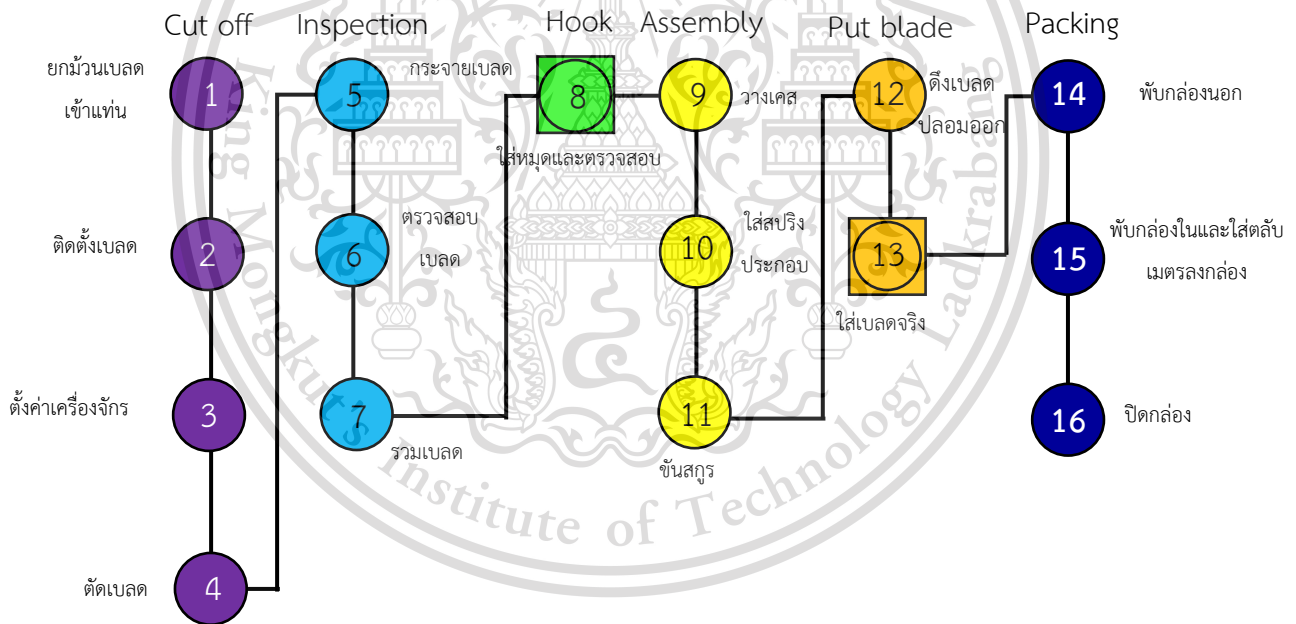 Cut off
ยกม้วนเบลด
เข้าแท่น
1
ติดตั้งเบลด
2
ตั้งค่าเครื่องจักร
3
ตัดเบลด
4
Inspection
5
กระจายเบลด
6
ตรวจสอบ
เบลด
7
รวมเบลด
Hook
8
ใส่หมุดและตรวจสอบ
Assembly
9
วางเคส
10
ใส่สปริง
ประกอบ
11
ขันสกูร
Put blade
12
ดึงเบลด
ปลอมออก
13
ใส่เบลดจริง
Packing
14
พับกล่องนอก
15
พับกล่องในและใส่ตลับ
เมตรลงกล่อง
16
ปิดกล่อง
King Mongkut's Institute of Technology Ladkrabang